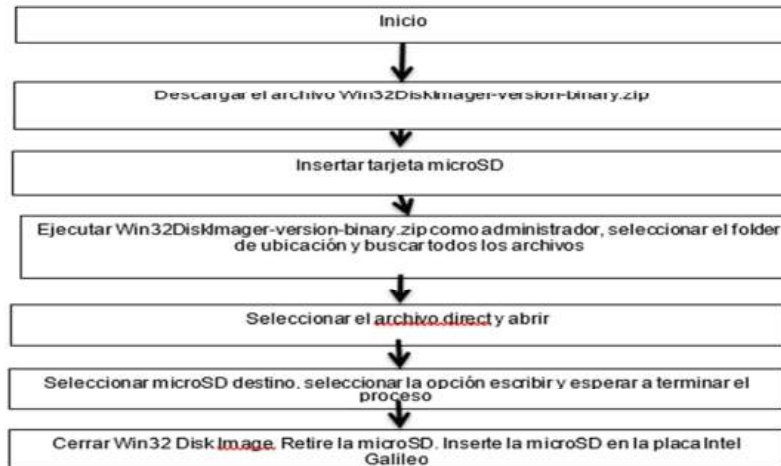 Inicio
Descargar el archivo Win32DiskImager-version-binary.zip
Insertar tarjeta microSD
Ejecutar Win32DiskImager-version-binary.zip como administrador, seleccionar el folder
de ubicación y buscar todos los archivos
Seleccionar el archivo direct y abrir
Seleccionar microSD destino, seleccionar la opción escribir y esperar a terminar el
proceso
Cerrar Win32 Disk Image. Retire la microSD. Inserte la microSD en la placa Intel
Galileo